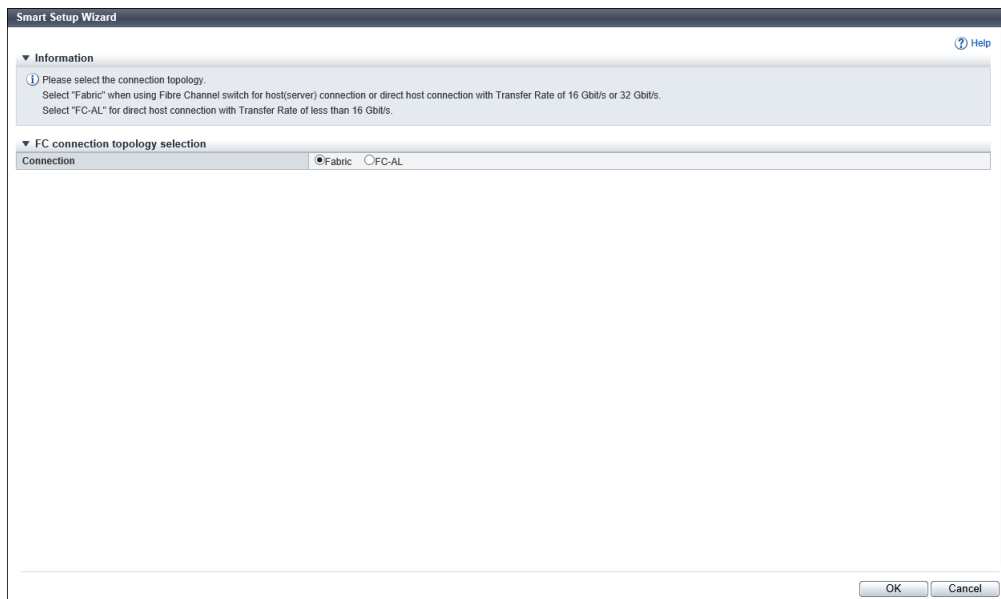 Smart Setup Wizard
? Help
▼ Information
i Please select the connection topology.
Select "Fabric" when using Fibre Channel switch for host(server) connection or direct host connection with Transfer Rate of 16 Gbit/s or 32 Gbit/s.
Select "FC-AL" for direct host connection with Transfer Rate of less than 16 Gbit/s.
▼ FC connection topology selection
Connection Fabric FC-AL
OK Cancel